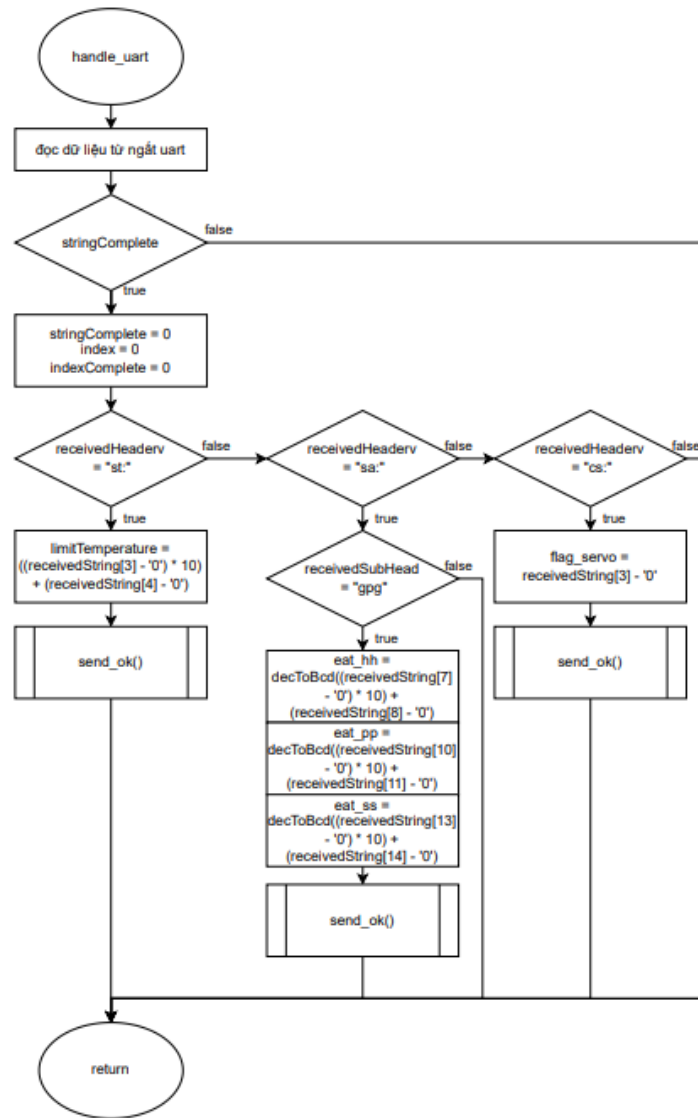 handle_uart
đọc dữ liệu từ ngắt uart
stringComplete
false
true
stringComplete = 0
index = 0
indexComplete = 0
receivedHeaderv
= "st:"
false
receivedHeaderv
= "sa:"
false
receivedHeaderv
= "cs:"
false
true
true
true
limitTemperature =
((receivedString[3] - '0') * 10)
+ (receivedString[4] - '0')
receivedSubHead
= "gpg"
false
flag_servo =
receivedString[3] - '0'
send_ok()
true
send_ok()
eat_hh =
decToBcd((receivedString[7]
- '0') * 10) +
(receivedString[8] - '0')
eat_pp =
decToBcd((receivedString[10]
- '0') * 10) +
(receivedString[11] - '0')
eat_ss =
decToBcd((receivedString[13]
- '0') * 10) +
(receivedString[14] - '0')
send_ok()
return